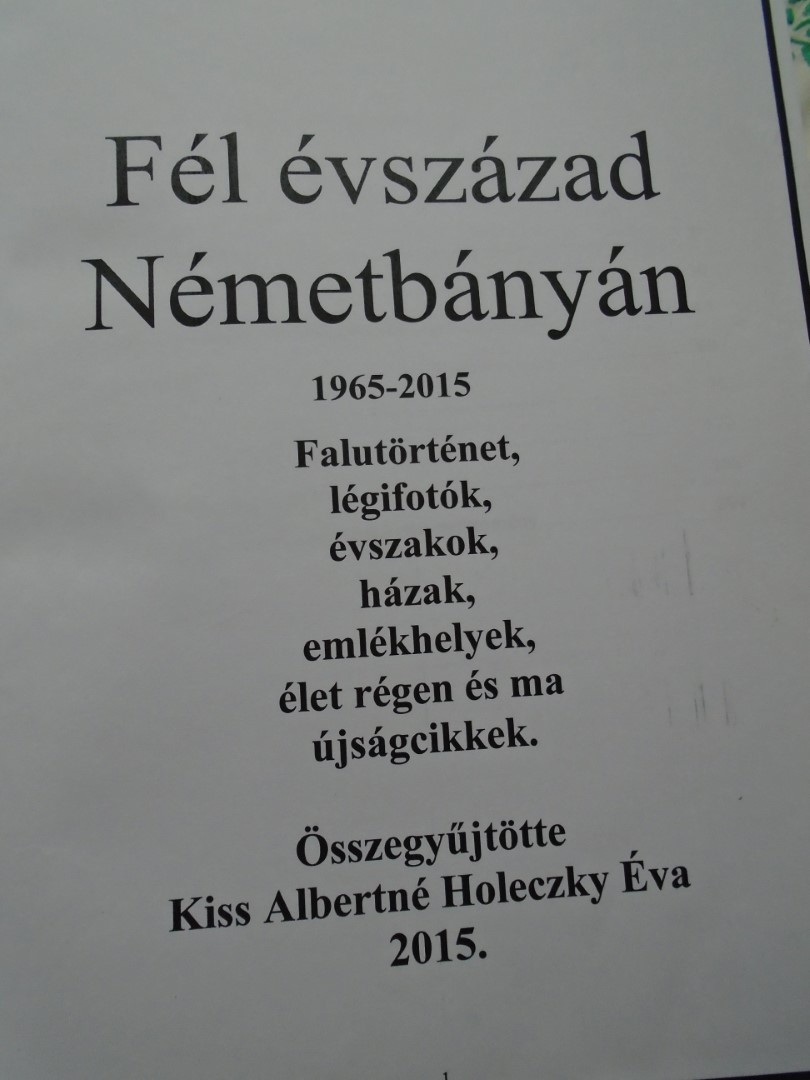 Fél évszázad
Németbányán
1965-2015
Falutörténet,
légifotók,
évszakok,
házak,
emlékhelyek,
élet régen és ma
újságcikkek.
Összegyűjtötte
Kiss Albertné Holeczky Éva
2015.
1